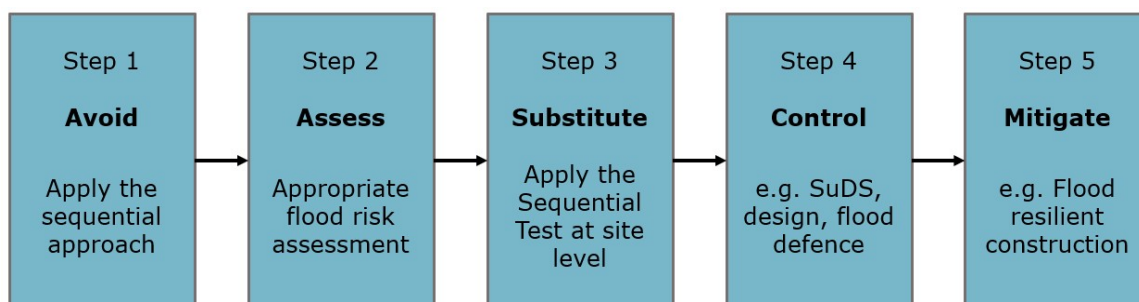 Step 1
Avoid
Apply the
sequential
approach
Step 2
Assess
Appropriate
flood risk
assessment
Step 3
Substitute
Apply the
Sequential
Test at site
level
Step 4
Control
e.g. SuDS,
design, flood
defence
Step 5
Mitigate
e.g. Flood
resilient
construction